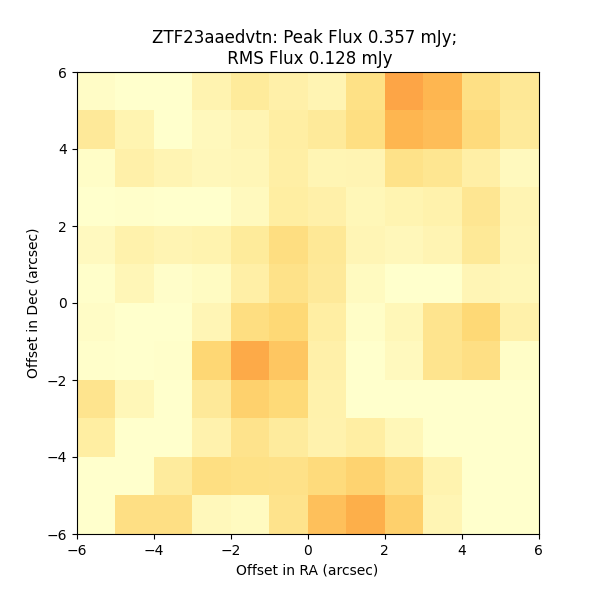 ZTF23aaedvtn: Peak Flux 0.357 mJy;
RMS Flux 0.128 mJy
6
4
2
0
−2
−4
−6
Offset in Dec (arcsec)
−6 −4 −2 0 2 4 6
Offset in RA (arcsec)